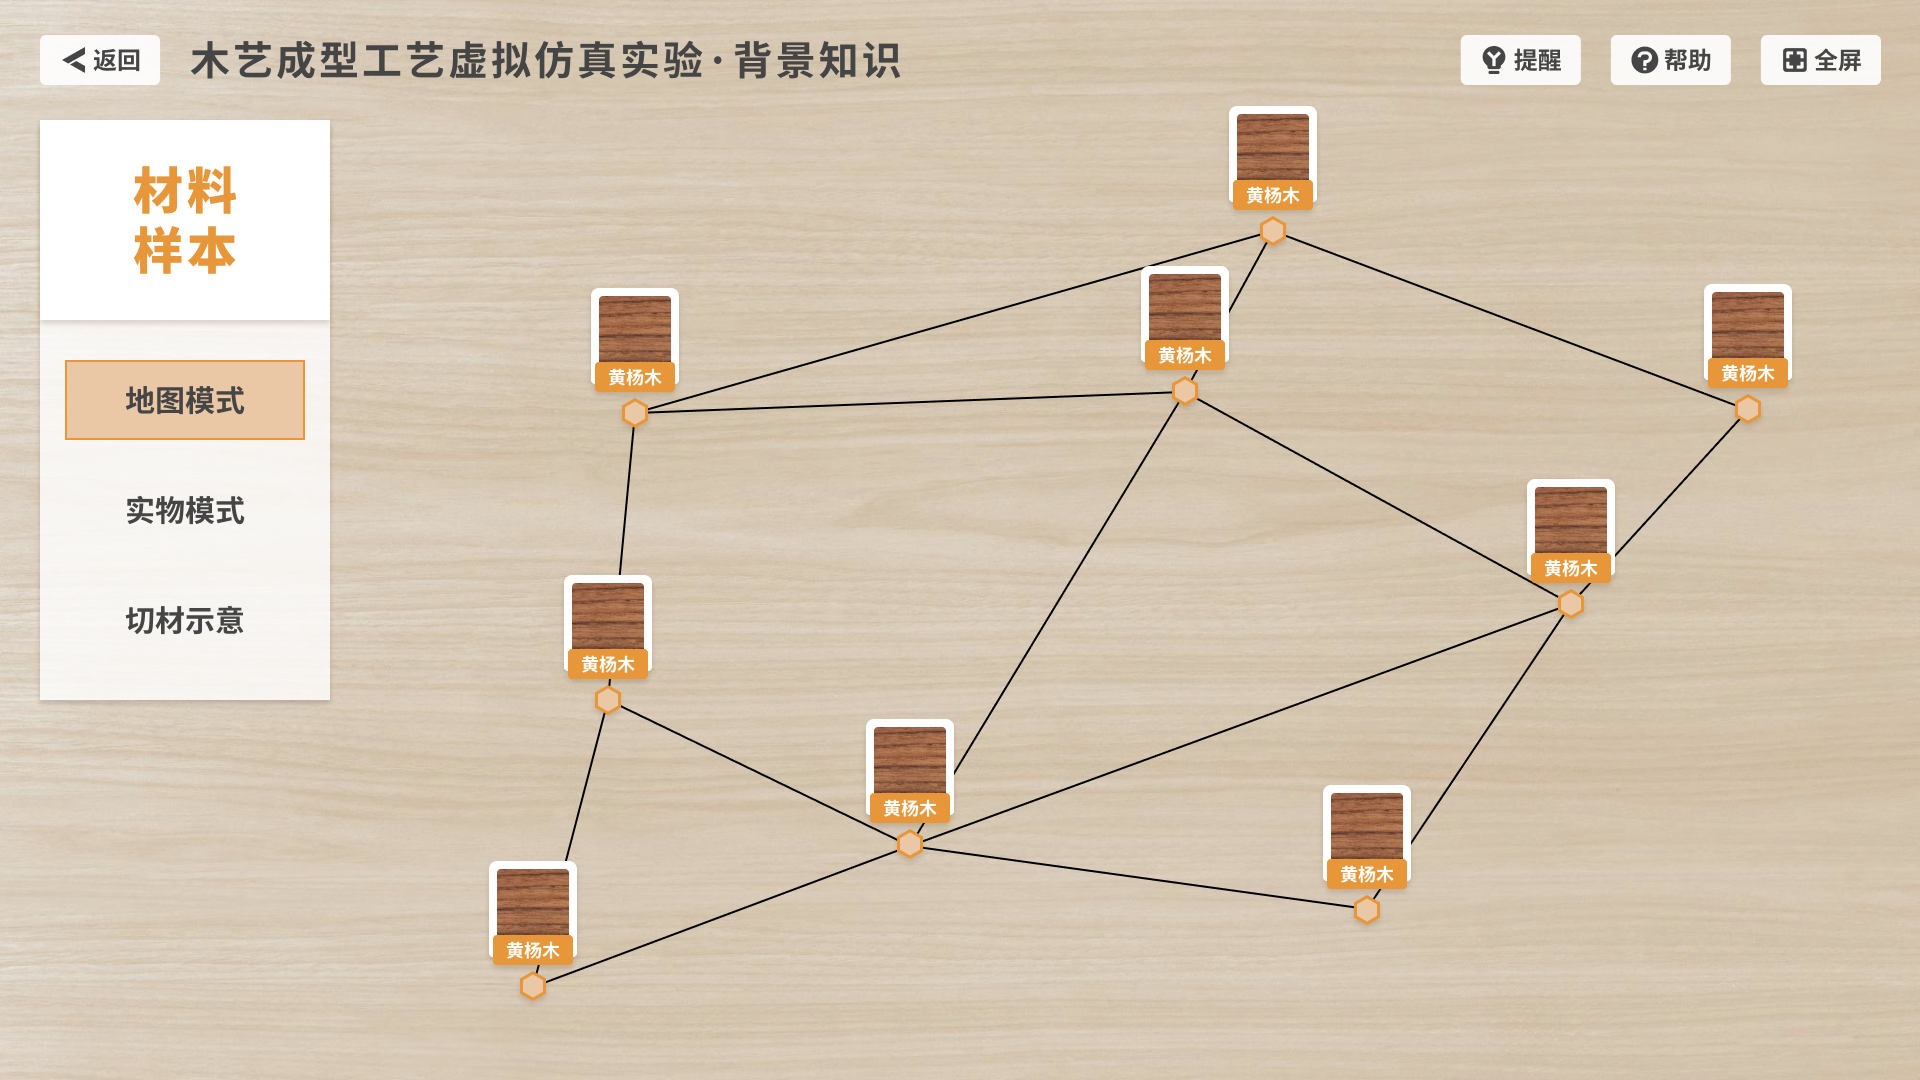 返回
木艺成型工艺虚拟仿真实验·背景知识
提醒
帮助
全屏
材料
样本
地图模式
实物模式
切材示意
黄杨木
黄杨木
黄杨木
黄杨木
黄杨木
黄杨木
黄杨木
黄杨木
黄杨木